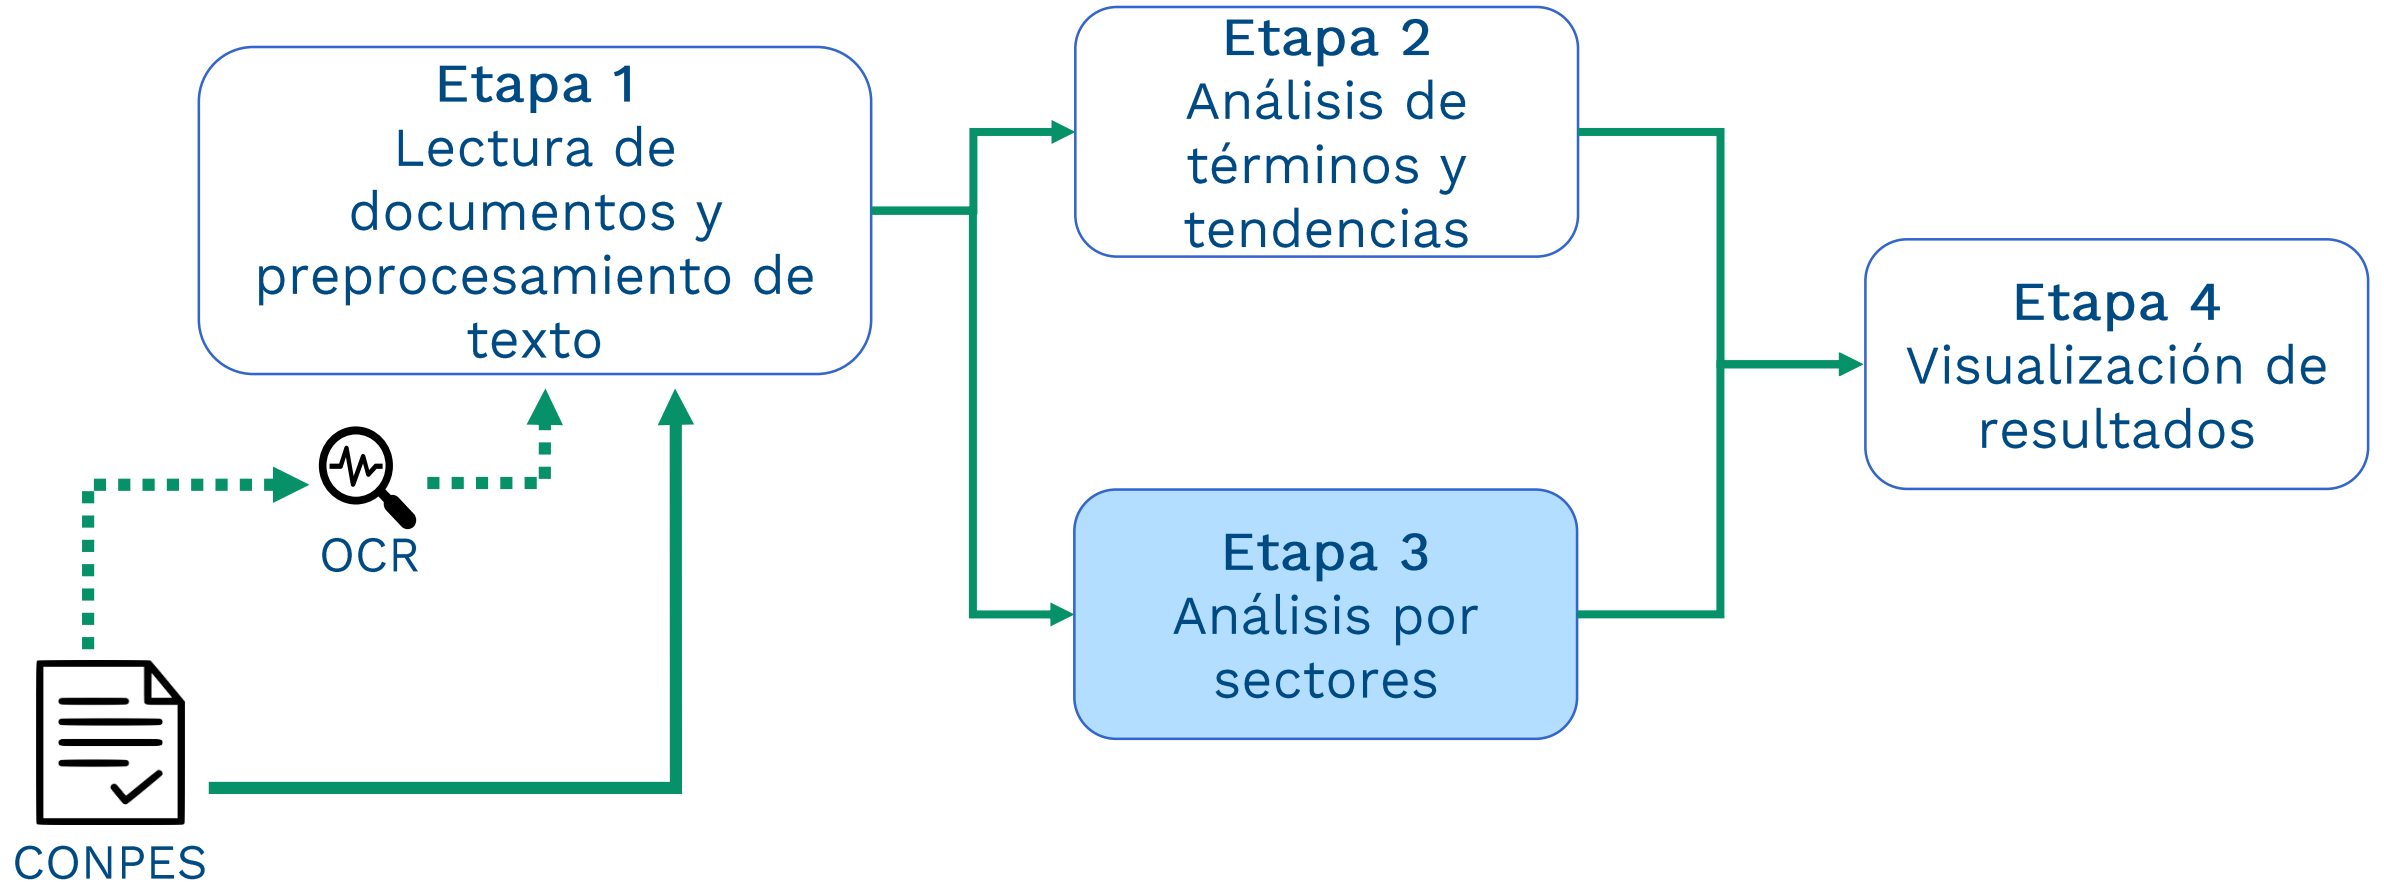 Etapa 1
Lectura de
documentos y
preprocesamiento de
texto
Etapa 2
Análisis de
términos y
tendencias
Etapa 3
Análisis por
sectores
Etapa 4
Visualización de
resultados
OCR
CONPES